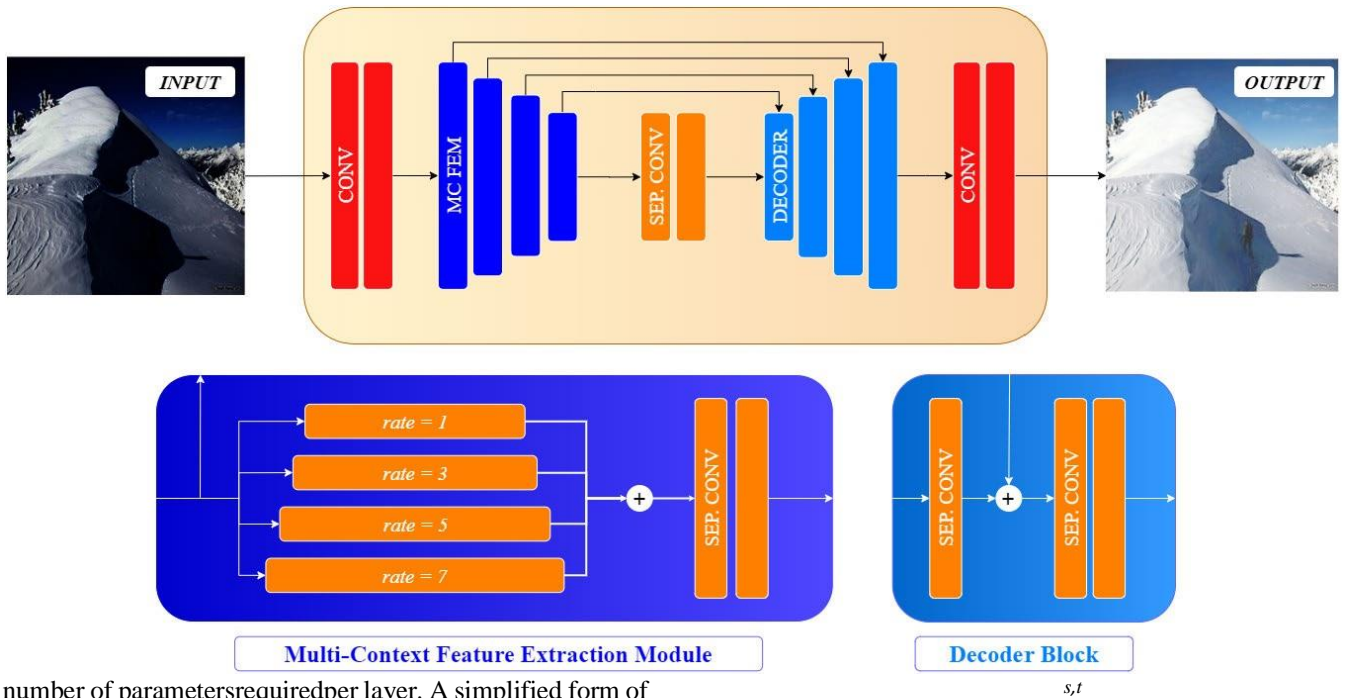 INPUT
OUTPUT
CONV
MC FEM
SEP. CONV
DECODER
CONV
rate = 1
rate = 3
rate = 5
rate = 7
+
SEP. CONV
SEP. CONV
+
SEP. CONV
Multi-Context Feature Extraction Module
Decoder Block
number of parametersrequiredper layer. A simplified form of
s,t